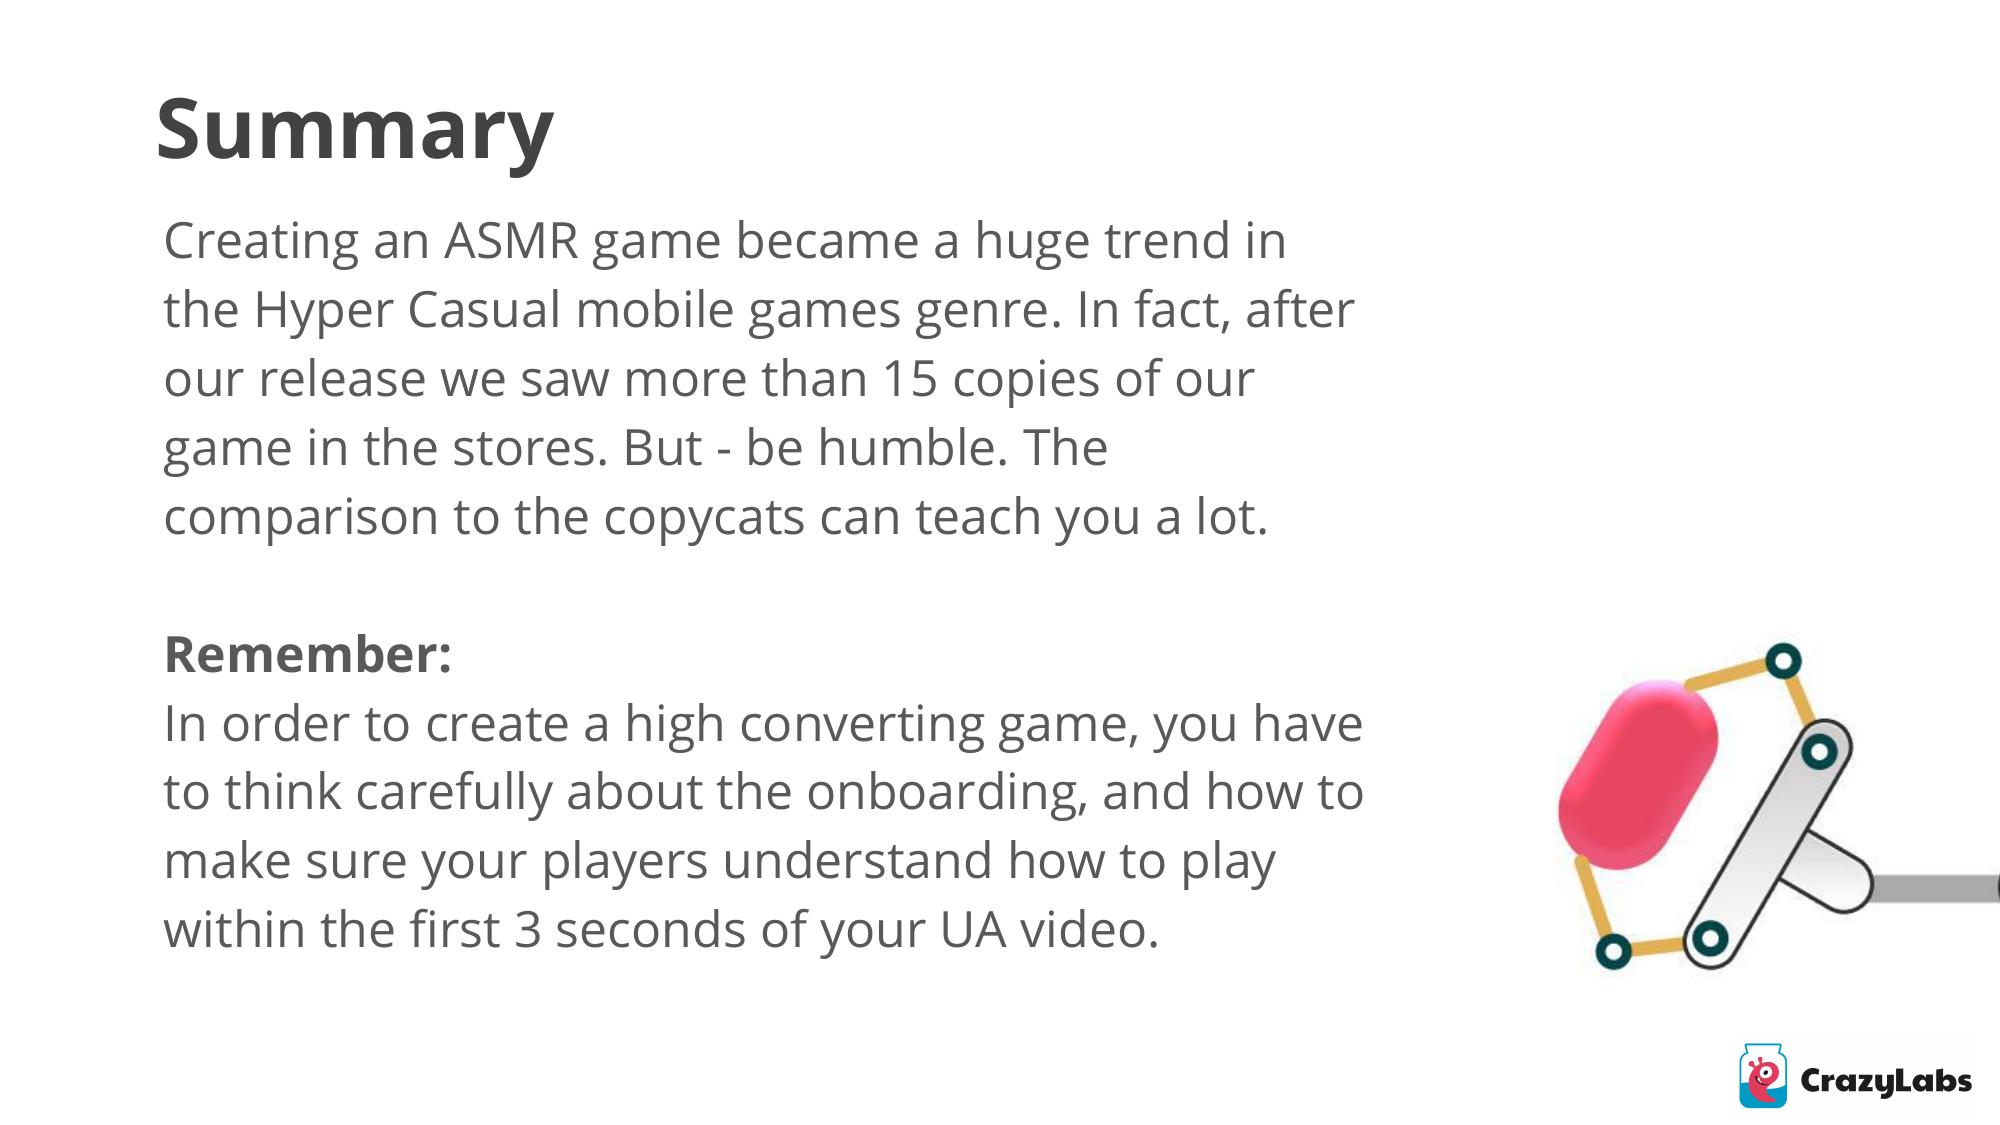 Summary
Creating an ASMR game became a huge trend in
the Hyper Casual mobile games genre. In fact, after
our release we saw more than 15 copies of our
game in the stores. But - be humble. The
comparison to the copycats can teach you a lot.
Remember:
In order to create a high converting game, you have
to think carefully about the onboarding, and how to
make sure your players understand how to play
within the first 3 seconds of your UA video.
CrazyLabs